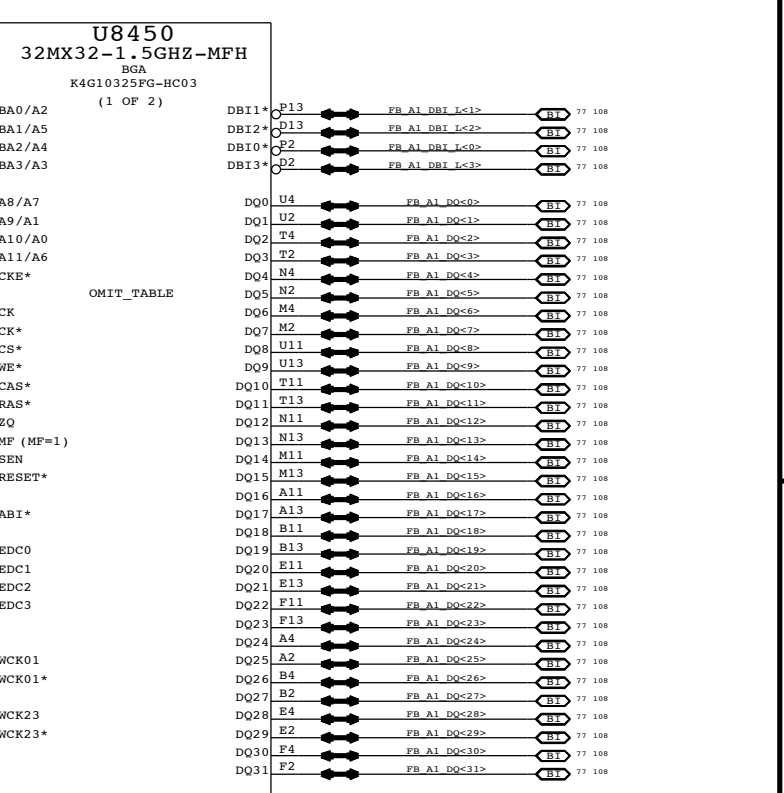 U8450
32MX32-1.5GHZ-MFH
BGA
K4G10325FG-HC03
(1 OF 2)
BA0/A2 DBI1* P13 FB_A1_DBI_L<1> BI 77 108
BA1/A5 DBI2* D13 FB_A1_DBI_L<2> BI 77 108
BA2/A4 DBI0* P2 FB_A1_DBI_L<0> BI 77 108
BA3/A3 DBI3* D2 FB_A1_DBI_L<3> BI 77 108
A8/A7 DQ0 U4 FB_A1_DQ<0> BI 77 108
A9/A1 DQ1 U2 FB_A1_DQ<1> BI 77 108
A10/A0 DQ2 T4 FB_A1_DQ<2> BI 77 108
A11/A6 DQ3 T2 FB_A1_DQ<3> BI 77 108
CKE* DQ4 N4 FB_A1_DQ<4> BI 77 108
OMIT_TABLE DQ5 N2 FB_A1_DQ<5> BI 77 108
CK DQ6 M4 FB_A1_DQ<6> BI 77 108
CK* DQ7 M2 FB_A1_DQ<7> BI 77 108
CS* DQ8 U11 FB_A1_DQ<8> BI 77 108
WE* DQ9 U13 FB_A1_DQ<9> BI 77 108
CAS* DQ10 T11 FB_A1_DQ<10> BI 77 108
RAS* DQ11 T13 FB_A1_DQ<11> BI 77 108
ZQ DQ12 N11 FB_A1_DQ<12> BI 77 108
MF (MF=1) DQ13 N13 FB_A1_DQ<13> BI 77 108
SEN DQ14 M11 FB_A1_DQ<14> BI 77 108
RESET* DQ15 M13 FB_A1_DQ<15> BI 77 108
DQ16 A11 FB_A1_DQ<16> BI 77 108
ABI* DQ17 A13 FB_A1_DQ<17> BI 77 108
DQ18 B11 FB_A1_DQ<18> BI 77 108
EDC0 DQ19 B13 FB_A1_DQ<19> BI 77 108
EDC1 DQ20 E11 FB_A1_DQ<20> BI 77 108
EDC2 DQ21 E13 FB_A1_DQ<21> BI 77 108
EDC3 DQ22 F11 FB_A1_DQ<22> BI 77 108
DQ23 F13 FB_A1_DQ<23> BI 77 108
DQ24 A4 FB_A1_DQ<24> BI 77 108
WCK01 DQ25 A2 FB_A1_DQ<25> BI 77 108
WCK01* DQ26 B4 FB_A1_DQ<26> BI 77 108
DQ27 B2 FB_A1_DQ<27> BI 77 108
WCK23 DQ28 E4 FB_A1_DQ<28> BI 77 108
WCK23* DQ29 E2 FB_A1_DQ<29> BI 77 108
DQ30 F4 FB_A1_DQ<30> BI 77 108
DQ31 F2 FB_A1_DQ<31> BI 77 108